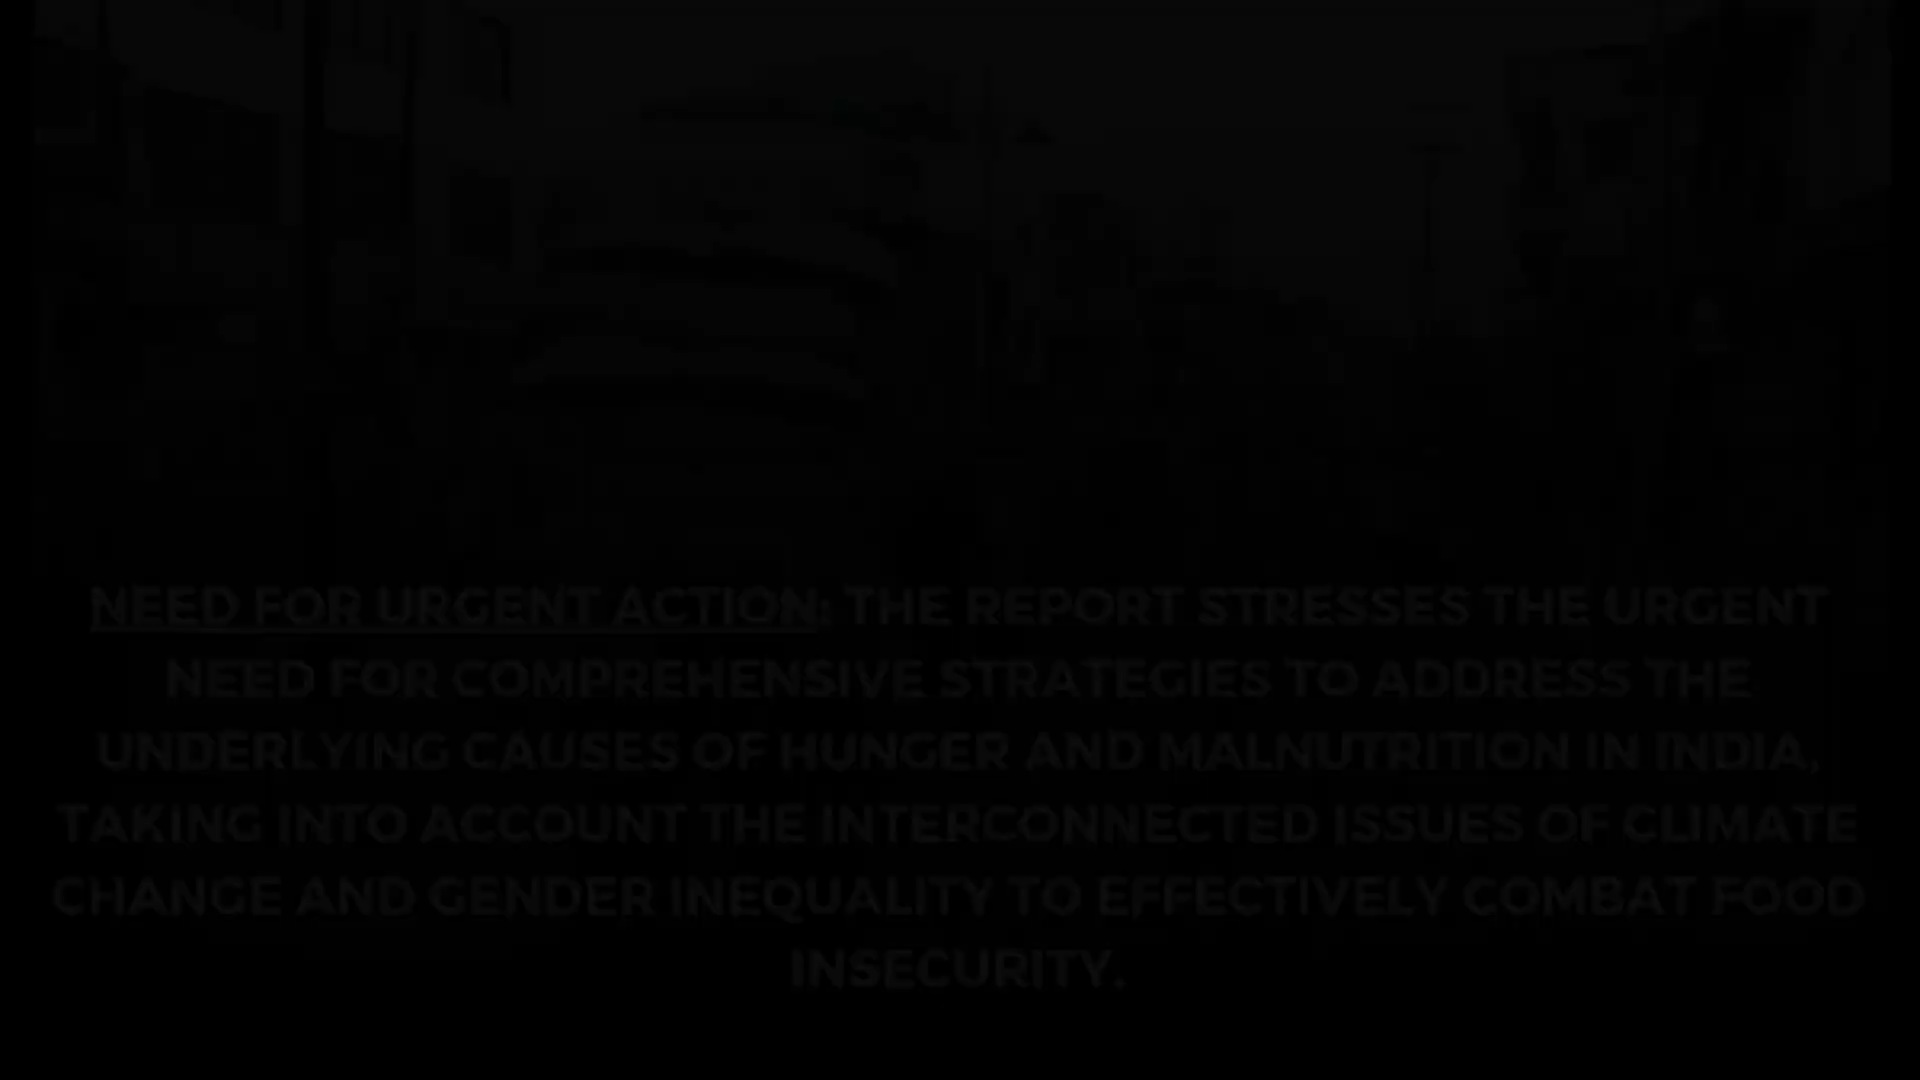 NEED FOR URGENT ACTION: THE REPORT STRESSES THE URGENT
NEED FOR COMPREHENSIVE STRATEGIES TO ADDRESS THE
UNDERLYING CAUSES OF HUNGER AND MALNUTRITION IN INDIA,
TAKING INTO ACCOUNT THE INTERCONNECTED ISSUES OF CLIMATE
CHANGE AND GENDER INEQUALITY TO EFFECTIVELY COMBAT FOOD
INSECURITY.